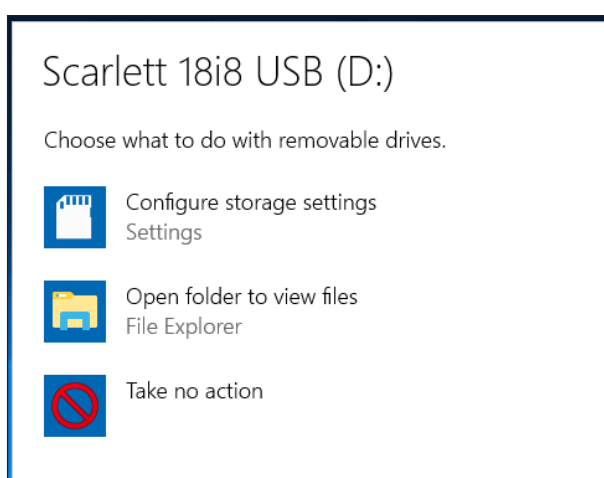 Scarlett 18i8 USB (D:)
Choose what to do with removable drives.
Configure storage settings
Settings
Open folder to view files
File Explorer
Take no action